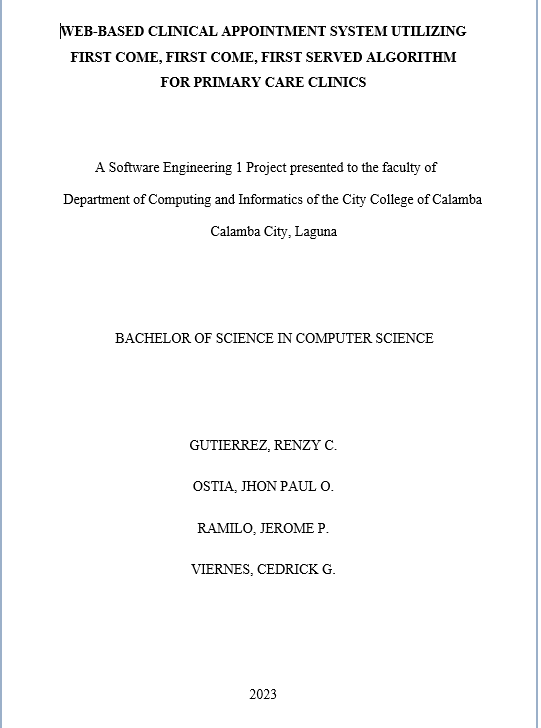 WEB-BASED CLINICAL APPOINTMENT SYSTEM UTILIZING
FIRST COME, FIRST COME, FIRST SERVED ALGORITHM
FOR PRIMARY CARE CLINICS
A Software Engineering 1 Project presented to the faculty of
Department of Computing and Informatics of the City College of Calamba
Calamba City, Laguna
BACHELOR OF SCIENCE IN COMPUTER SCIENCE
GUTIERREZ, RENZY C.
OSTIA, JHON PAUL O.
RAMILO, JEROME P.
VIERNES, CEDRICK G.
2023